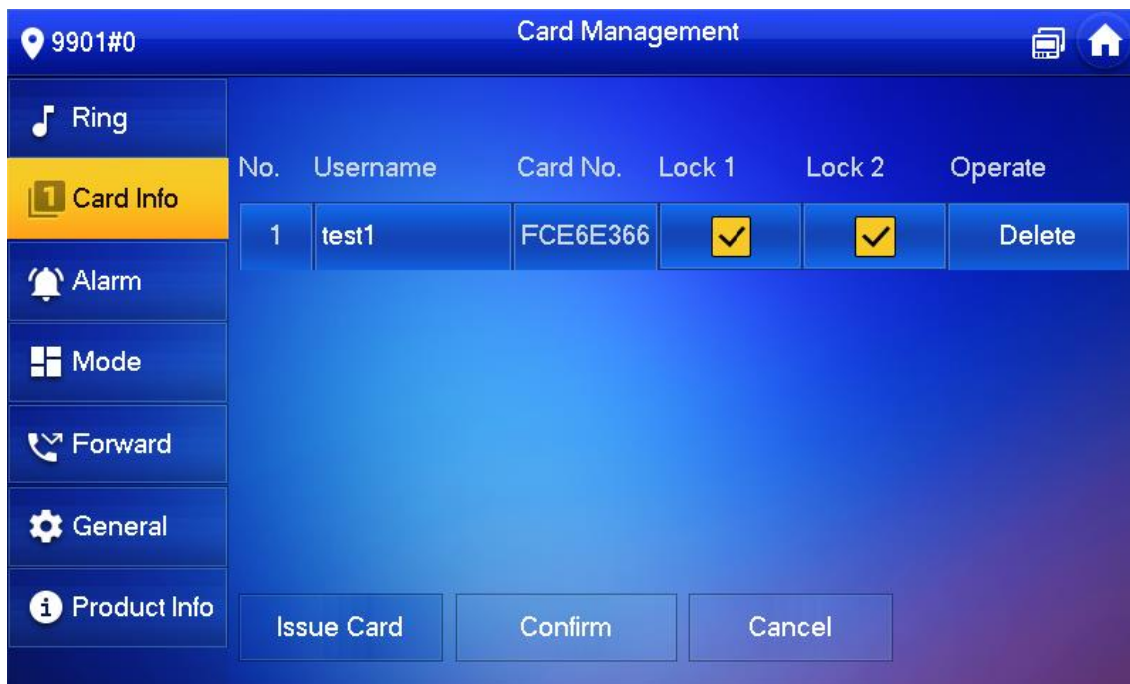 9901#0 Card Management
Ring
Card Info
Alarm
Mode
Forward
General
Product Info
No. Username Card No. Lock 1 Lock 2 Operate
1 test1 FCE6E366 Delete
Issue Card Confirm Cancel